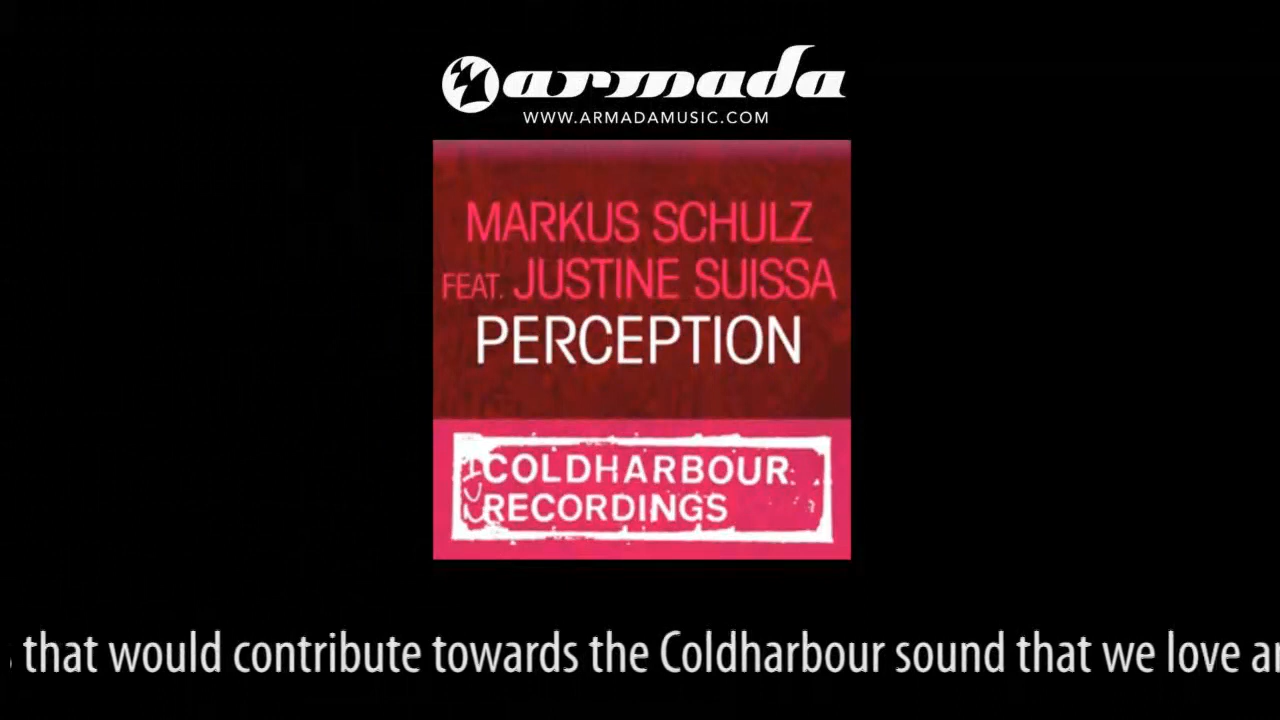 armada
WWW.ARMADAMUSIC.COM
MARKUS SCHULZ
FEAT. JUSTINE SUISSA
PERCEPTION
COLDHARBOUR
RECORDINGS
that would contribute towards the Coldharbour sound that we love